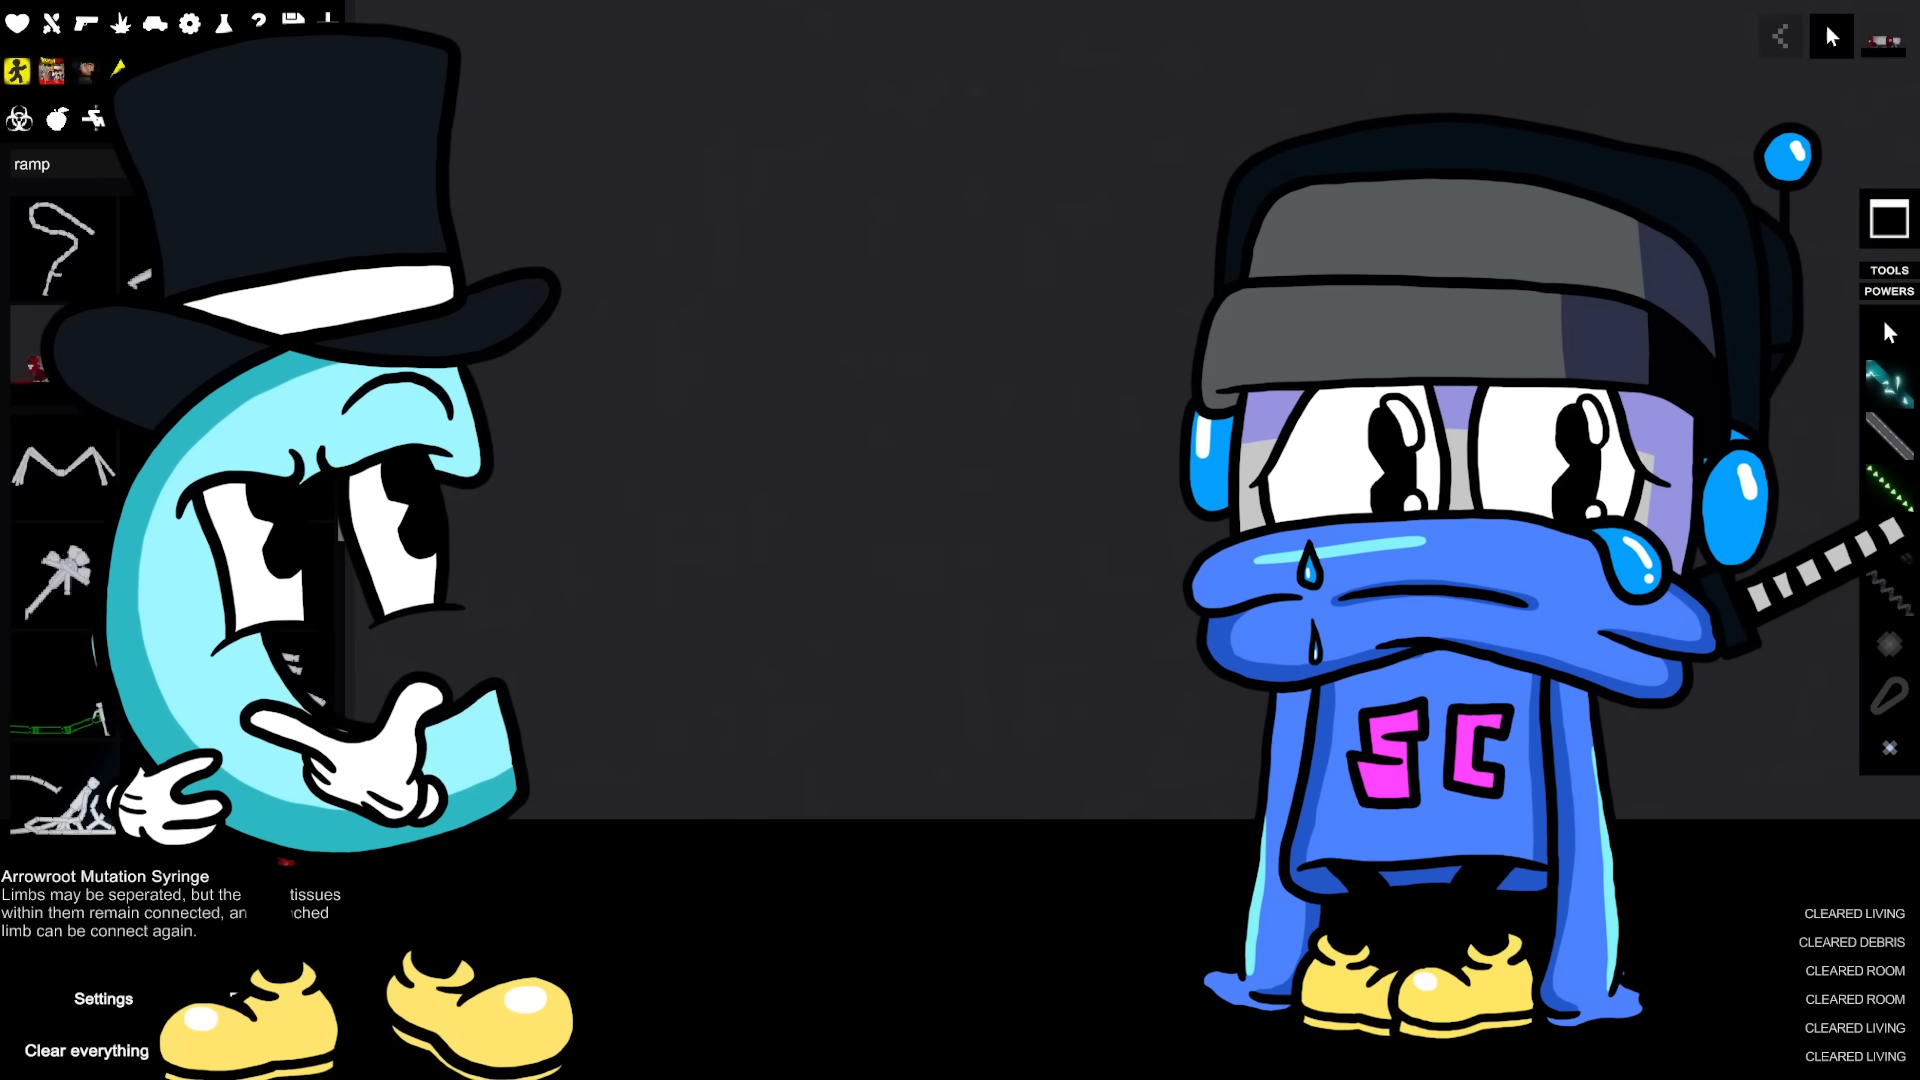 ramp
TOOLS
POWERS
SC
Arrowroot Mutation Syringe
Limbs may be seperated, but the tissues
within them remain connected, an ched
limb can be connect again.
Settings
Clear everything
CLEARED LIVING
CLEARED DEBRIS
CLEARED ROOM
CLEARED ROOM
CLEARED LIVING
CLEARED LIVING